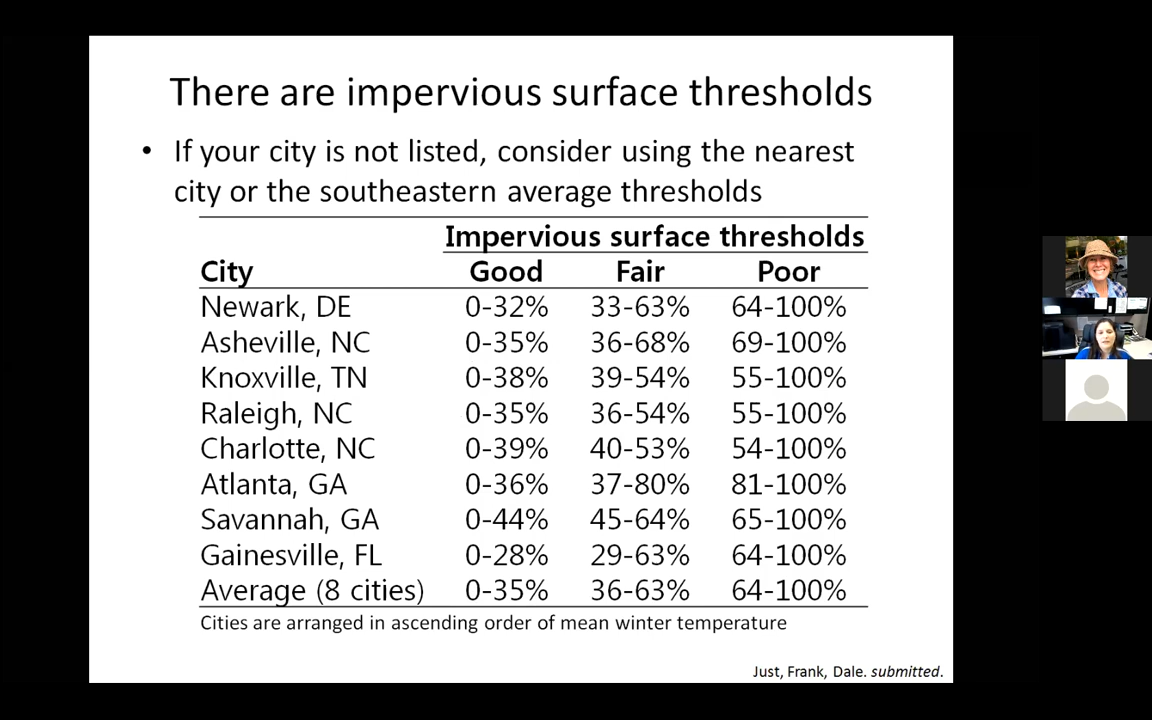 There are impervious surface thresholds
• If your city is not listed, consider using the nearest
city or the southeastern average thresholds
Impervious surface thresholds
City Good Fair Poor
Newark, DE 0-32% 33-63% 64-100%
Asheville, NC 0-35% 36-68% 69-100%
Knoxville, TN 0-38% 39-54% 55-100%
Raleigh, NC 0-35% 36-54% 55-100%
Charlotte, NC 0-39% 40-53% 54-100%
Atlanta, GA 0-36% 37-80% 81-100%
Savannah, GA 0-44% 45-64% 65-100%
Gainesville, FL 0-28% 29-63% 64-100%
Average (8 cities) 0-35% 36-63% 64-100%
Cities are arranged in ascending order of mean winter temperature
Just, Frank, Dale. submitted.